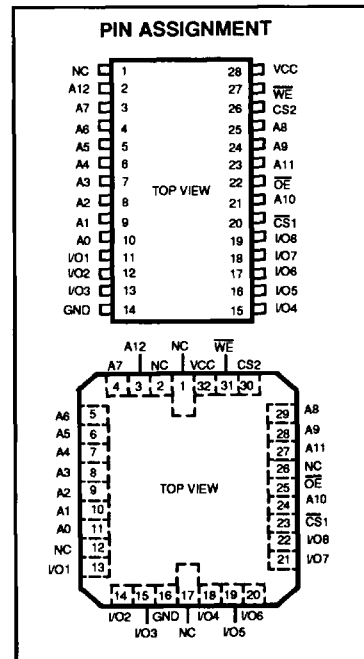 PIN ASSIGNMENT
NC 1 28 VCC
A12 2 27 W̅E̅
A7 3 26 CS2
A6 4 25 A8
A5 5 24 A9
A4 6 23 A11
A3 7 TOP VIEW 22 O̅E̅
A2 8 21 A10
A1 9 20 C̅S̅1
A0 10 19 I/O8
I/O1 11 18 I/O7
I/O2 12 17 I/O6
I/O3 13 16 I/O5
GND 14 15 I/O4
A12 NC W̅E̅
A7 NC VCC CS2
4 3 2 1 32 31 30
A6 5 29 A8
A5 6 28 A9
A4 7 27 A11
A3 8 26 NC
A2 9 TOP VIEW 25 O̅E̅
A1 10 24 A10
A0 11 23 C̅S̅1
NC 12 22 I/O8
I/O1 13 21 I/O7
14 15 16 17 18 19 20
I/O2 GND I/O4 I/O6
I/O3 NC I/O5